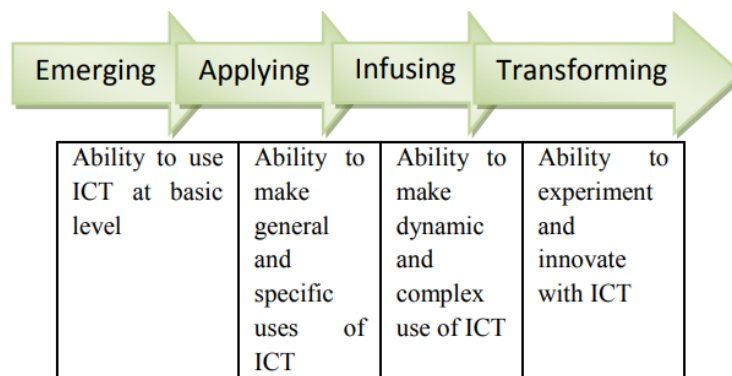 Emerging
Applying
Infusing
Transforming
Ability to use
ICT at basic
level
Ability to
make
general
and
specific
uses of
ICT
Ability to
make
dynamic
and
complex
use of ICT
Ability to
experiment
and
innovate
with ICT